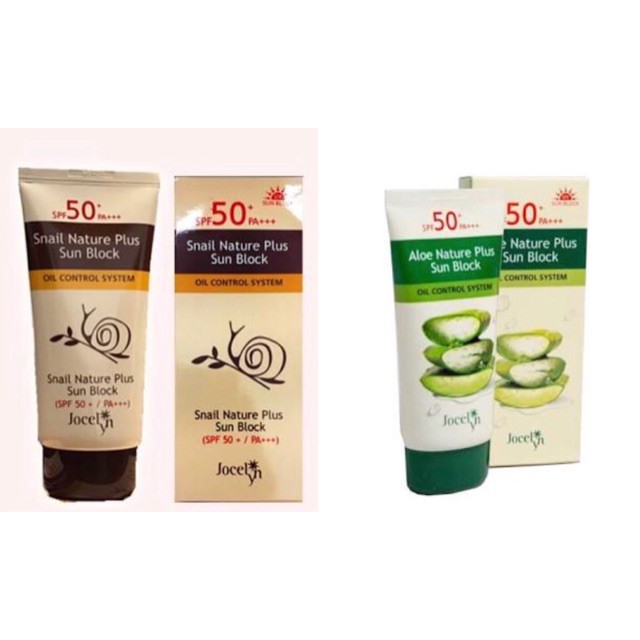 SPF50+ PA+++
Snail Nature Plus
Sun Block
OIL CONTROL SYSTEM
Snail Nature Plus
Sun Block
(SPF 50 + / PA+++)
Jocelyn
SUN BLOCK
SPF50+ PA+++
Snail Nature Plus
Sun Block
OIL CONTROL SYSTEM
Snail Nature Plus
Sun Block
(SPF 50 + / PA+++)
Jocelyn
SPF50+ PA+++
Aloe Nature Plus
Sun Block
OIL CONTROL SYSTEM
Jocelyn
SUN BLOCK
50+ PA+++
Nature Plus
Sun Block
OIL CONTROL SYSTEM
Jocelyn